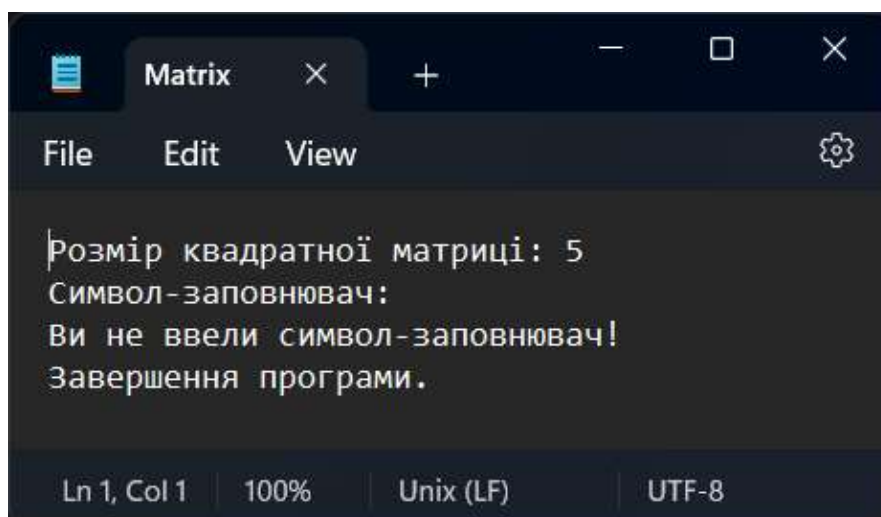 Matrix
File Edit View
Розмір квадратної матриці: 5
Символ-заповнювач:
Ви не ввели символ-заповнювач!
Завершення програми.
Ln 1, Col 1 100% Unix (LF) UTF-8